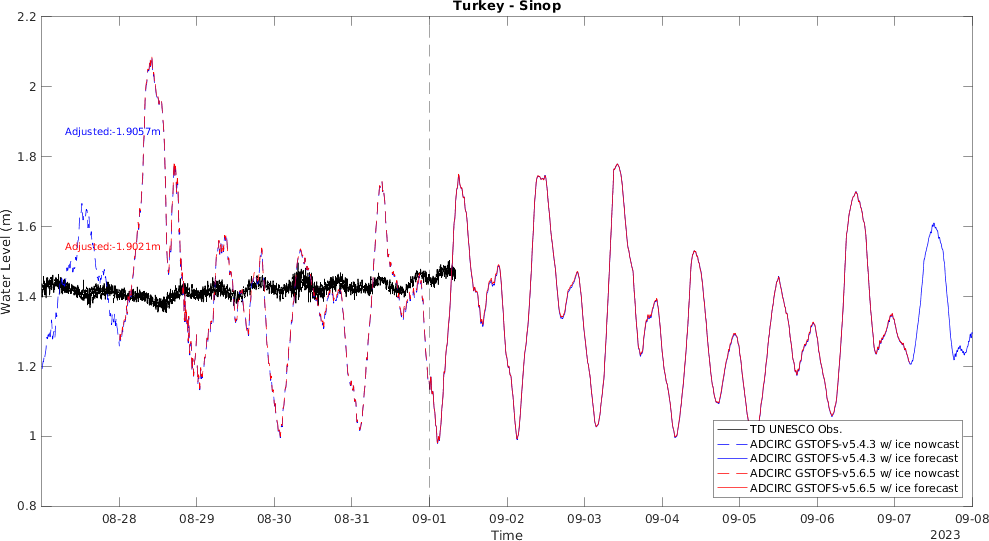 Turkey - Sinop
2.2
2
1.8
1.6
1.4
1.2
1
0.8
Water Level (m)
Adjusted:-1.9057m
Adjusted:-1.9021m
TD UNESCO Obs.
ADCIRC GSTOFS-v5.4.3 w/ ice nowcast
ADCIRC GSTOFS-v5.4.3 w/ ice forecast
ADCIRC GSTOFS-v5.6.5 w/ ice nowcast
ADCIRC GSTOFS-v5.6.5 w/ ice forecast
08-28 08-29 08-30 08-31 09-01 09-02 09-03 09-04 09-05 09-06 09-07 09-08
Time
2023